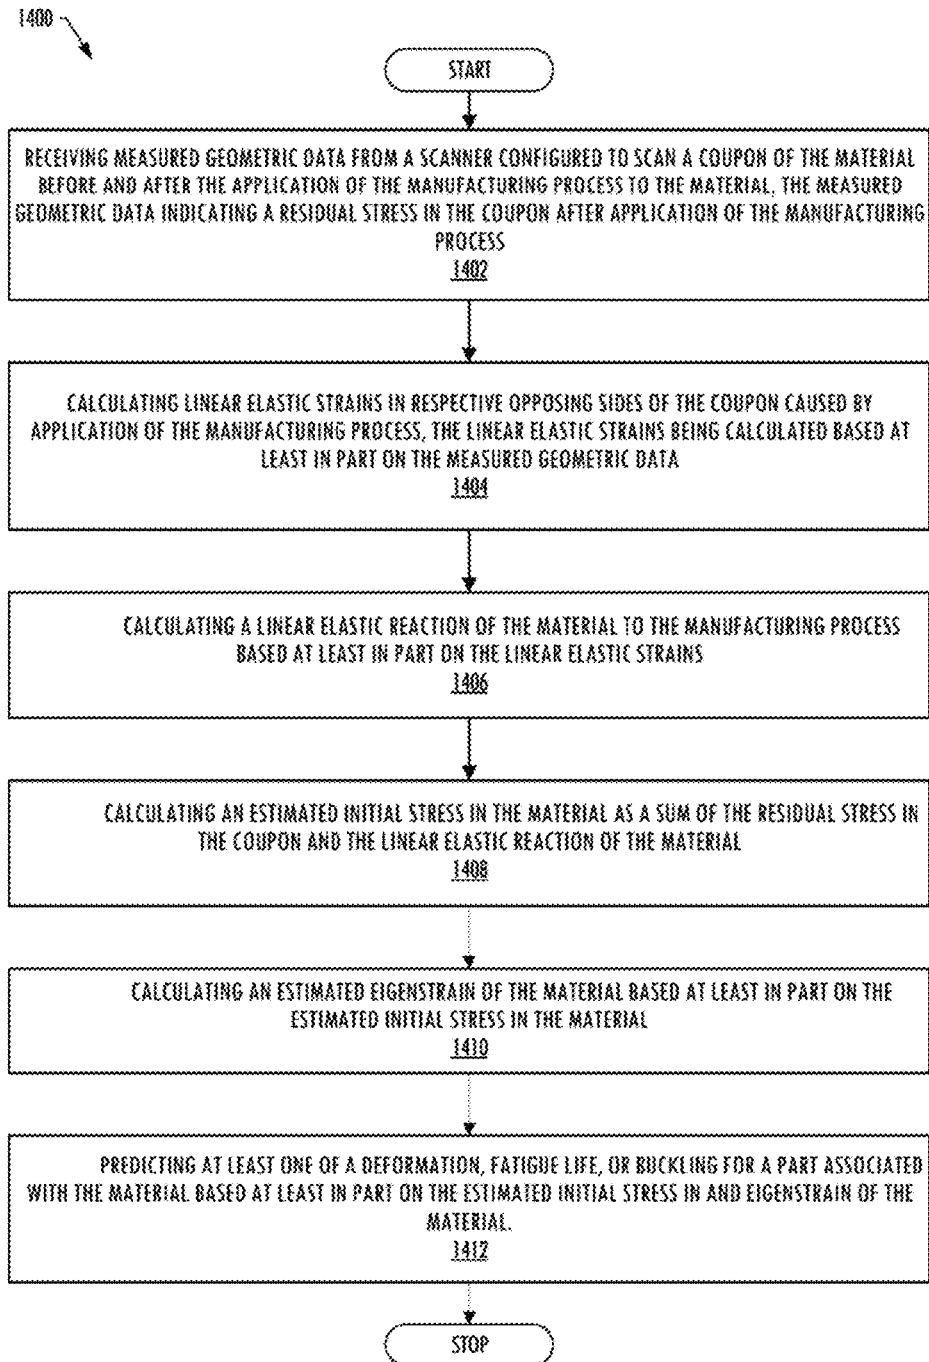 1400
START
RECEIVING MEASURED GEOMETRIC DATA FROM A SCANNER CONFIGURED TO SCAN A COUPON OF THE MATERIAL
BEFORE AND AFTER THE APPLICATION OF THE MANUFACTURING PROCESS TO THE MATERIAL, THE MEASURED
GEOMETRIC DATA INDICATING A RESIDUAL STRESS IN THE COUPON AFTER APPLICATION OF THE MANUFACTURING
PROCESS
1402
CALCULATING LINEAR ELASTIC STRAINS IN RESPECTIVE OPPOSING SIDES OF THE COUPON CAUSED BY
APPLICATION OF THE MANUFACTURING PROCESS, THE LINEAR ELASTIC STRAINS BEING CALCULATED BASED AT
LEAST IN PART ON THE MEASURED GEOMETRIC DATA
1404
CALCULATING A LINEAR ELASTIC REACTION OF THE MATERIAL TO THE MANUFACTURING PROCESS
BASED AT LEAST IN PART ON THE LINEAR ELASTIC STRAINS
1406
CALCULATING AN ESTIMATED INITIAL STRESS IN THE MATERIAL AS A SUM OF THE RESIDUAL STRESS IN
THE COUPON AND THE LINEAR ELASTIC REACTION OF THE MATERIAL
1408
CALCULATING AN ESTIMATED EIGENSTRAIN OF THE MATERIAL BASED AT LEAST IN PART ON THE
ESTIMATED INITIAL STRESS IN THE MATERIAL
1410
PREDICTING AT LEAST ONE OF A DEFORMATION, FATIGUE LIFE, OR BUCKLING FOR A PART ASSOCIATED
WITH THE MATERIAL BASED AT LEAST IN PART ON THE ESTIMATED INITIAL STRESS IN AND EIGENSTRAIN OF THE
MATERIAL.
1412
STOP